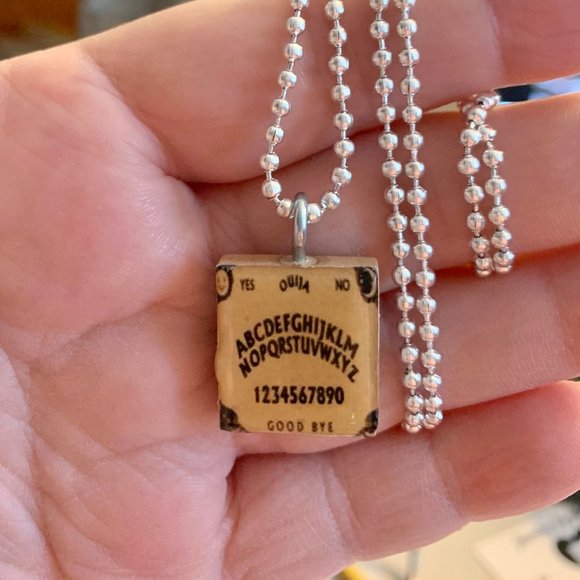 YES OUIJA NO
ABCDEFGHIJKLM
NOPQRSTUVWXYZ
1234567890
GOOD BYE